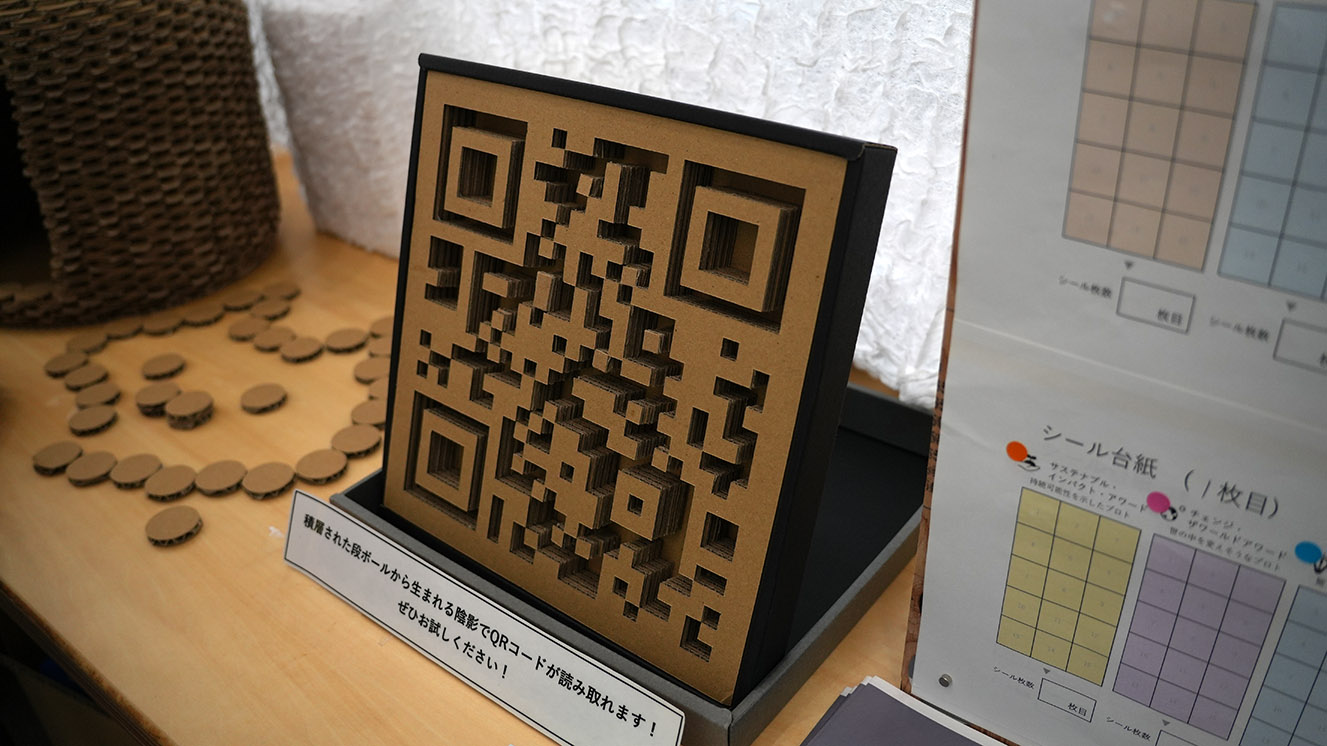 積層された段ボールから生まれる陰影でQRコードが読み取れます！
ぜひお試しください！
シール枚数
枚目
シール枚数
シール台紙 （ / 枚目）
サステナブル・
インパクト・アワード
持続可能性を示したプロト
チェンジ・
ザワールドアワード
世の中を変えそうなプロト
シール枚数
枚目
シール枚数